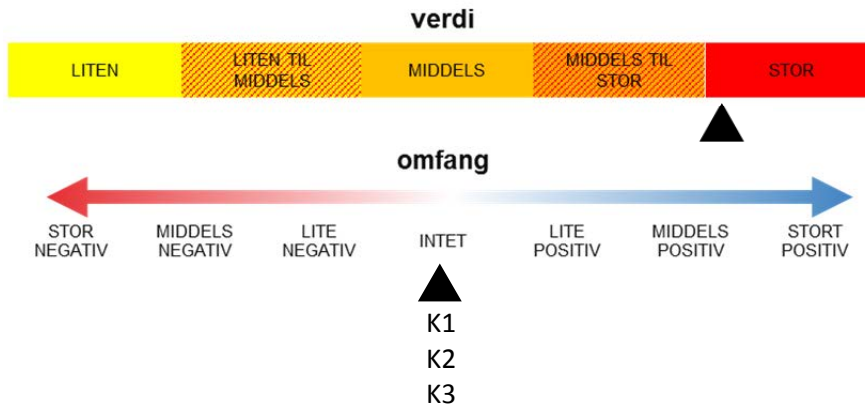 verdi
LITEN
LITEN TIL
MIDDELS
MIDDELS
MIDDELS TIL
STOR
STOR
omfang
STOR
NEGATIV
MIDDELS
NEGATIV
LITE
NEGATIV
INTET
LITE
POSITIV
MIDDELS
POSITIV
STORT
POSITIV
K1
K2
K3